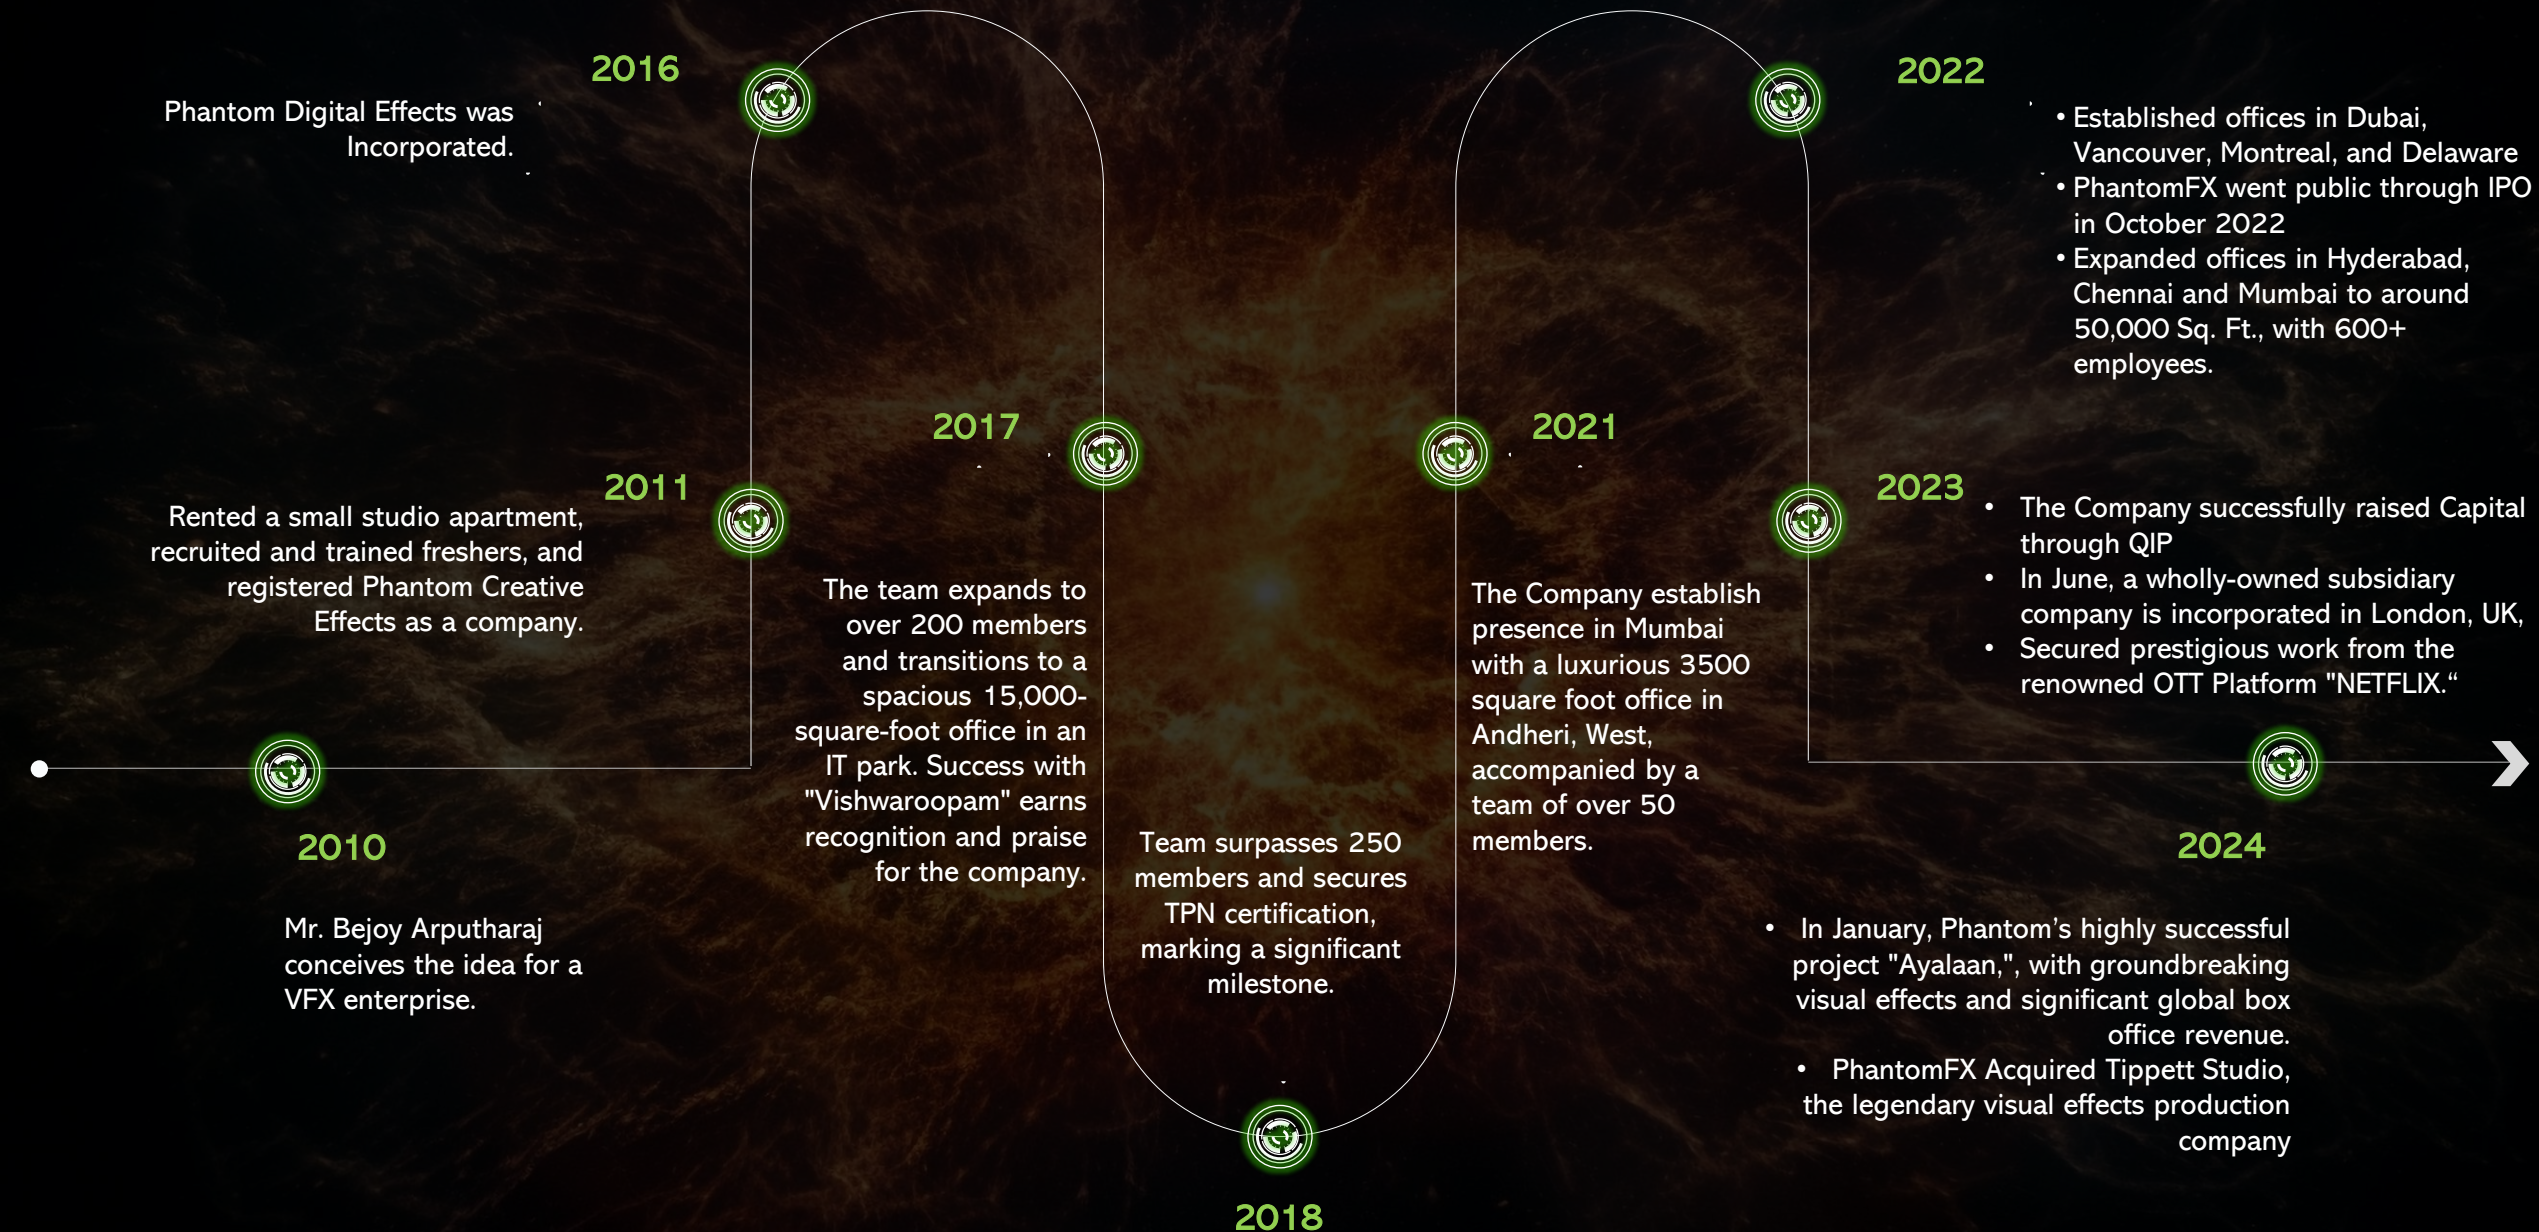 2010
Mr. Bejoy Arputharaj
conceives the idea for a
VFX enterprise.
2011
Rented a small studio apartment,
recruited and trained freshers, and
registered Phantom Creative
Effects as a company.
2016
Phantom Digital Effects was
Incorporated.
2017
The team expands to
over 200 members
and transitions to a
spacious 15,000-
square-foot office in an
IT park. Success with
"Vishwaroopam" earns
recognition and praise
for the company.
Team surpasses 250
members and secures
TPN certification,
marking a significant
milestone.
2018
2021
The Company establish
presence in Mumbai
with a luxurious 3500
square foot office in
Andheri, West,
accompanied by a
team of over 50
members.
2022
• Established offices in Dubai,
Vancouver, Montreal, and Delaware
• PhantomFX went public through IPO
in October 2022
• Expanded offices in Hyderabad,
Chennai and Mumbai to around
50,000 Sq. Ft., with 600+
employees.
2023
• The Company successfully raised Capital
through QIP
• In June, a wholly-owned subsidiary
company is incorporated in London, UK,
• Secured prestigious work from the
renowned OTT Platform "NETFLIX.“
2024
• In January, Phantom’s highly successful
project "Ayalaan,", with groundbreaking
visual effects and significant global box
office revenue.
• PhantomFX Acquired Tippett Studio,
the legendary visual effects production
company